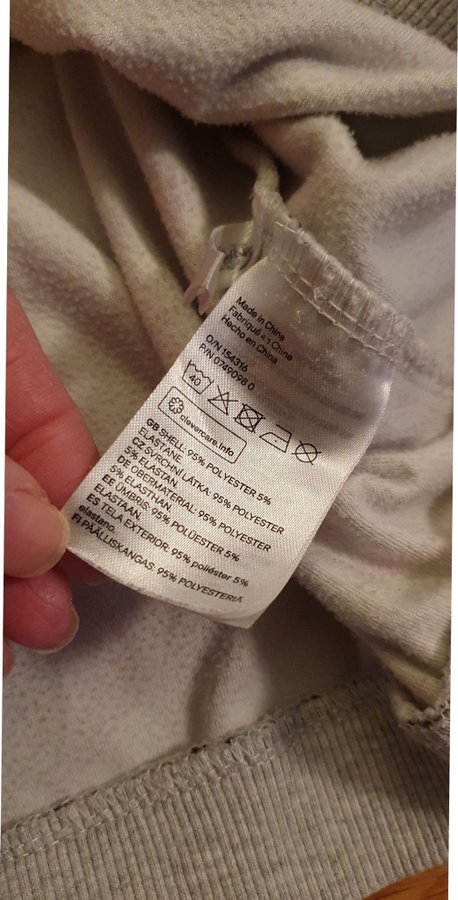 Made in China
Fabriqué en Chine
Hecho en China
O/N 154316
P/N 0749098 0
40
clevercare.info
GB SHELL: 95% POLYESTER 5%
ELASTANE.
CZ SVRCHNÍ LÁTKA: 95% POLYESTER
5% ELASTAN.
DE OBERMATERIAL: 95% POLYESTER
5% ELASTHAN.
EE ÜMBRIS: 95% POLÜESTER 5%
ELASTAAN.
ES TELA EXTERIOR: 95% poliéster 5%
elastano
FI PÄÄLLISKANGAS: 95% POLYESTERIÄ